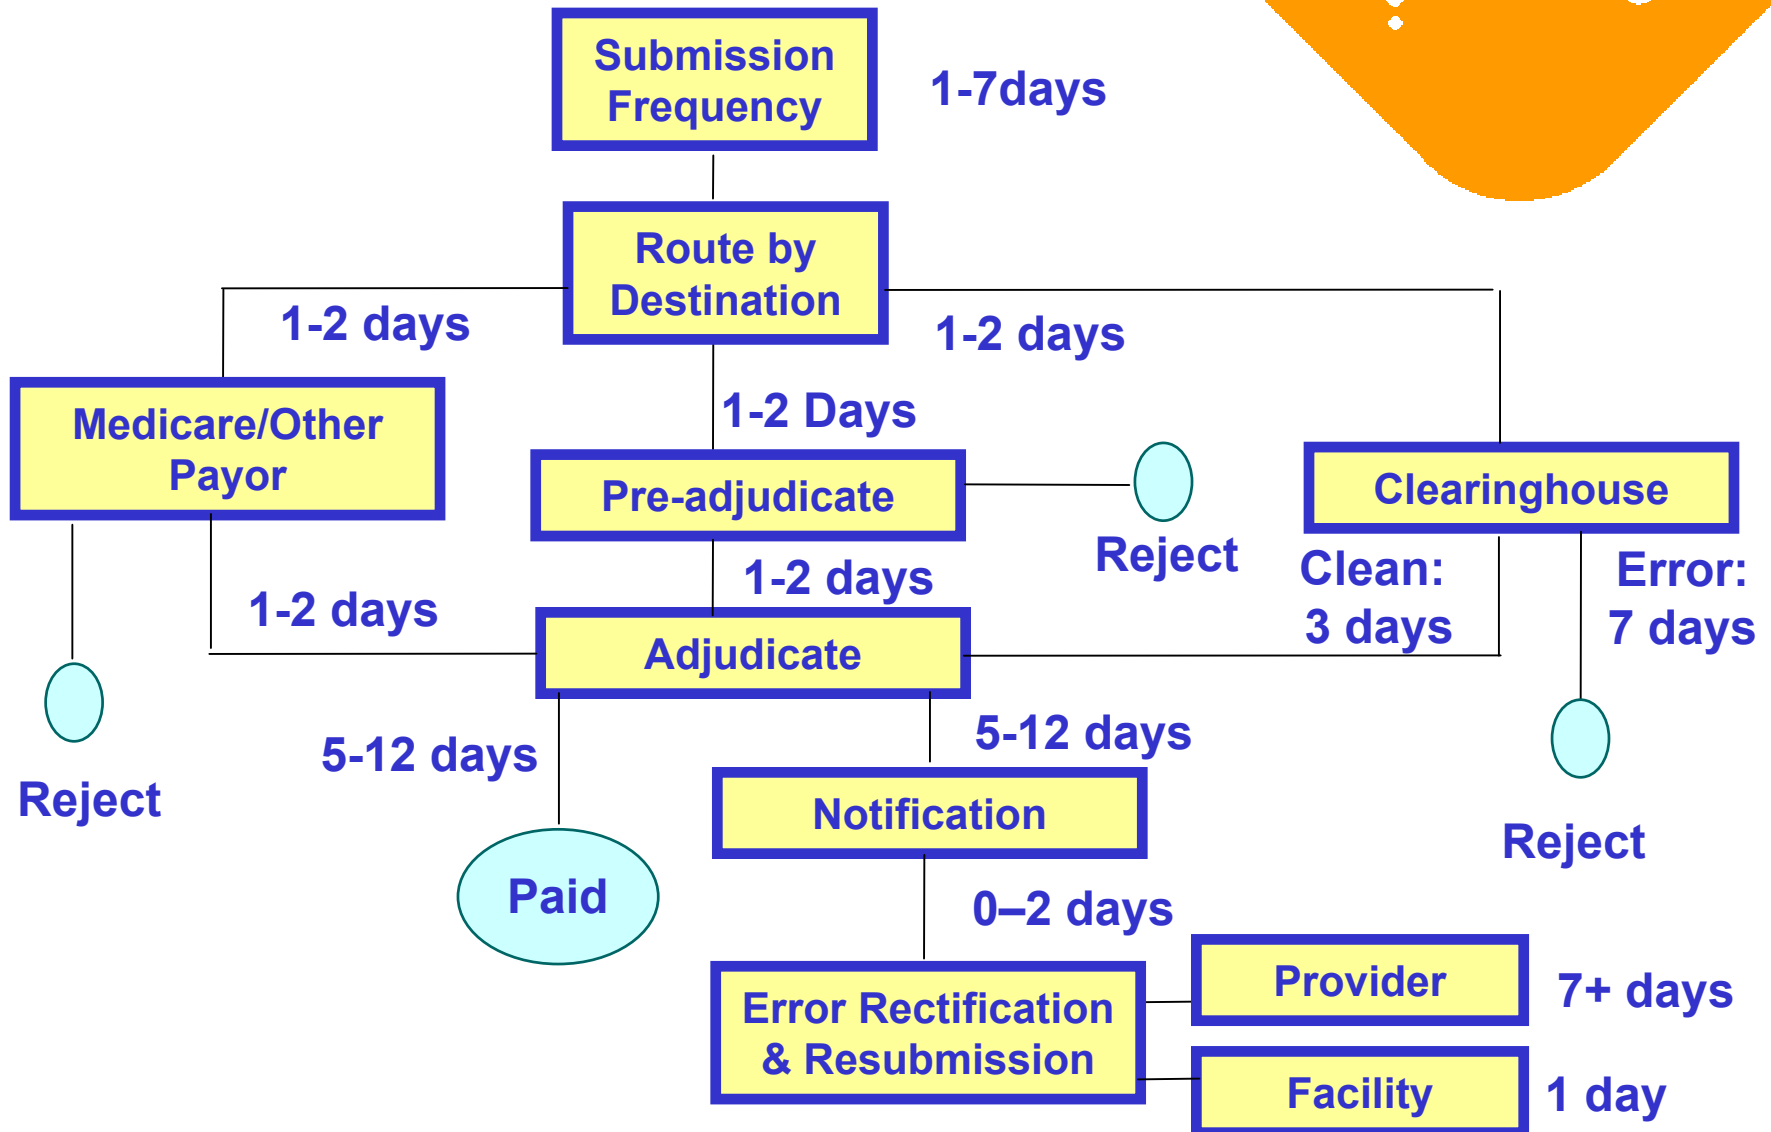 Submission
Frequency
1-7days
Route by
Destination
1-2 days
1-2 days
Medicare/Other
Payor
1-2 Days
Pre-adjudicate
Reject
Clearinghouse
Clean:
3 days
Error:
7 days
1-2 days
1-2 days
Adjudicate
Reject
5-12 days
5-12 days
Paid
Notification
Reject
0–2 days
Error Rectification
& Resubmission
Provider
7+ days
Facility
1 day